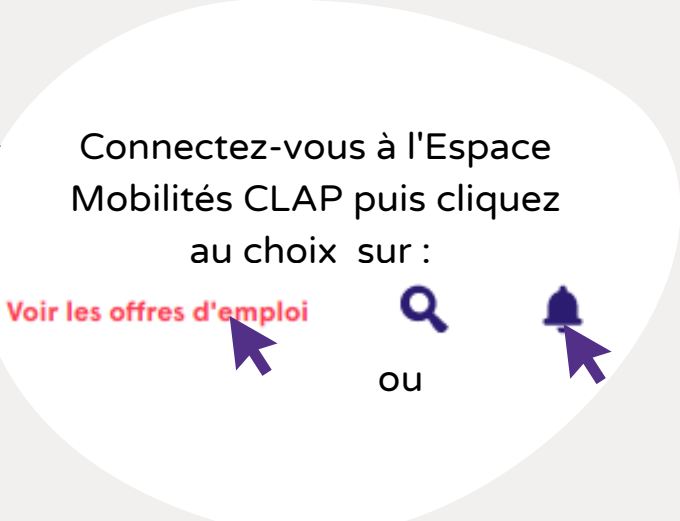 Connectez-vous à l'Espace
Mobilités CLAP puis cliquez
au choix sur :
Voir les offres d'emploi
ou